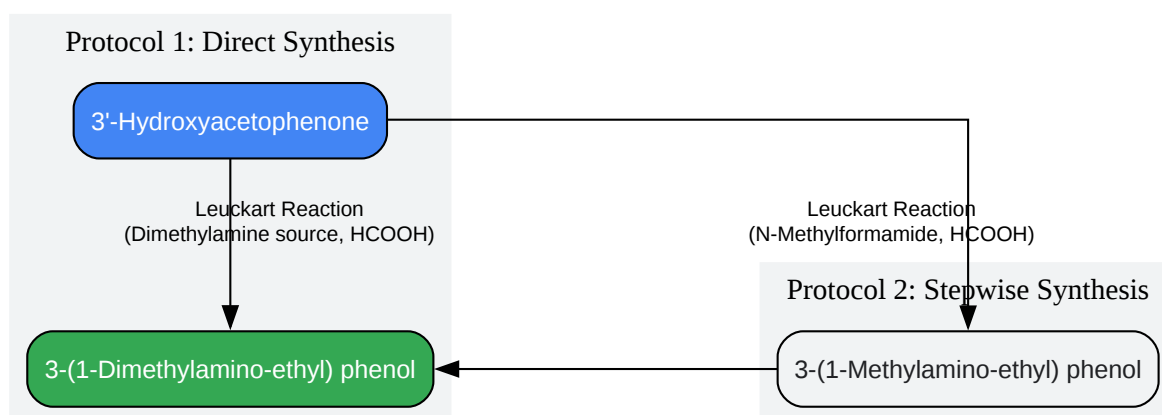 Protocol 1: Direct Synthesis
3'-Hydroxyacetophenone
Leuckart Reaction
(Dimethylamine source, HCOOH)
Leuckart Reaction
(N-Methylformamide, HCOOH)
Protocol 2: Stepwise Synthesis
3-(1-Dimethylamino-ethyl) phenol
3-(1-Methylamino-ethyl) phenol